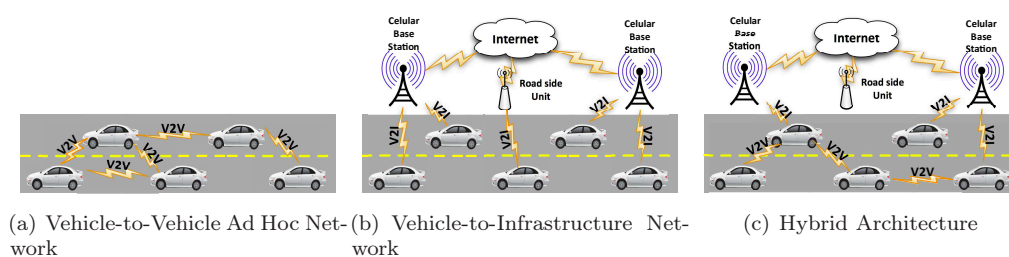 V2V
V2V
V2V
V2V
V2V
(a) Vehicle-to-Vehicle Ad Hoc Net-
work
Celular
Base
Station
Internet
Celular
Base
Station
Road side
Unit
V2I
V2I
V2I
V2I
V2I
(b) Vehicle-to-Infrastructure Net-
work
Celular
Base
Station
Internet
Celular
Base
Station
Road side
Unit
V2I
V2I
V2I
V2V
V2V
V2V
(c) Hybrid Architecture